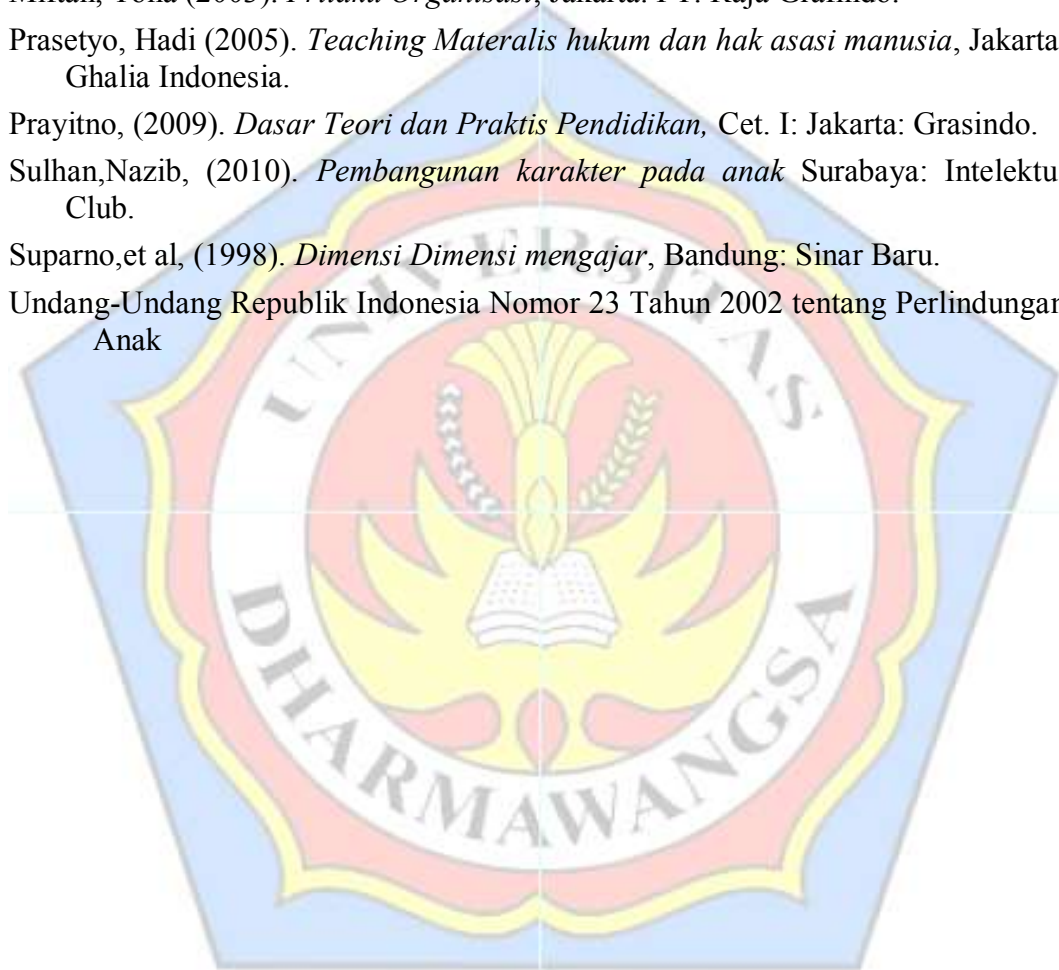 Prasetyo, Hadi (2005). Teaching Materalis hukum dan hak asasi manusia, Jakarta
Ghalia Indonesia.
Prayitno, (2009). Dasar Teori dan Praktis Pendidikan, Cet. I: Jakarta: Grasindo.
Sulhan,Nazib, (2010). Pembangunan karakter pada anak Surabaya: Intelektu
Club.
Suparno,et al, (1998). Dimensi Dimensi mengajar, Bandung: Sinar Baru.
Undang-Undang Republik Indonesia Nomor 23 Tahun 2002 tentang Perlindungan
Anak
UNIVERSITAS
DHARMAWANGSA